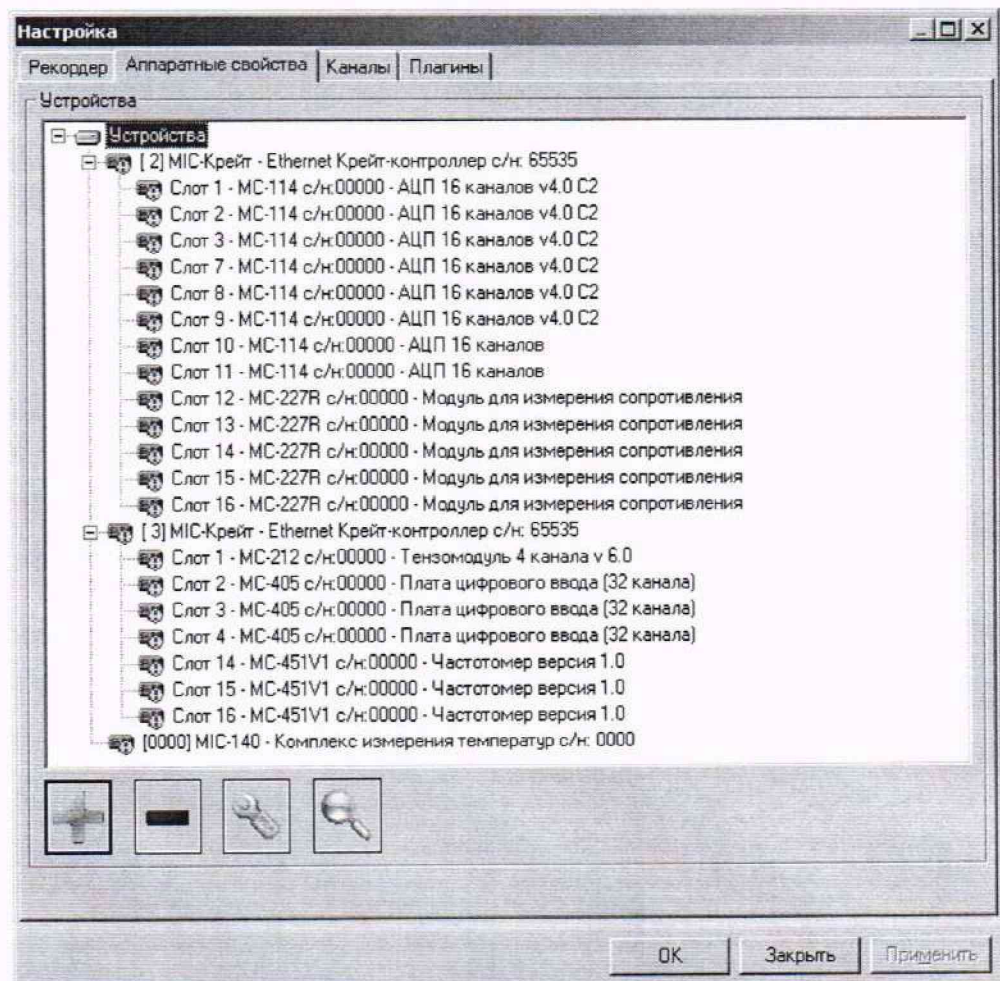 Настройка
Рекордер Аппаратные свойства Каналы Плагины
Устройства
Устройства
[ 2] MIC-Крейт - Ethernet Крейт-контроллер с/н: 65535
Слот 1 - MC-114 с/н:00000 - АЦП 16 каналов v4.0 C2
Слот 2 - MC-114 с/н:00000 - АЦП 16 каналов v4.0 C2
Слот 3 - MC-114 с/н:00000 - АЦП 16 каналов v4.0 C2
Слот 7 - MC-114 с/н:00000 - АЦП 16 каналов v4.0 C2
Слот 8 - MC-114 с/н:00000 - АЦП 16 каналов v4.0 C2
Слот 9 - MC-114 с/н:00000 - АЦП 16 каналов v4.0 C2
Слот 10 - MC-114 с/н:00000 - АЦП 16 каналов
Слот 11 - MC-114 с/н:00000 - АЦП 16 каналов
Слот 12 - MC-227R с/н:00000 - Модуль для измерения сопротивления
Слот 13 - MC-227R с/н:00000 - Модуль для измерения сопротивления
Слот 14 - MC-227R с/н:00000 - Модуль для измерения сопротивления
Слот 15 - MC-227R с/н:00000 - Модуль для измерения сопротивления
Слот 16 - MC-227R с/н:00000 - Модуль для измерения сопротивления
[ 3] MIC-Крейт - Ethernet Крейт-контроллер с/н: 65535
Слот 1 - MC-212 с/н:00000 - Тензомодуль 4 канала v 6.0
Слот 2 - MC-405 с/н:00000 - Плата цифрового ввода (32 канала)
Слот 3 - MC-405 с/н:00000 - Плата цифрового ввода (32 канала)
Слот 4 - MC-405 с/н:00000 - Плата цифрового ввода (32 канала)
Слот 14 - MC-451V1 с/н:00000 - Частотомер версия 1.0
Слот 15 - MC-451V1 с/н:00000 - Частотомер версия 1.0
Слот 16 - MC-451V1 с/н:00000 - Частотомер версия 1.0
[0000] MIC-140 - Комплекс измерения температур с/н: 0000
OK Закрыть Применить